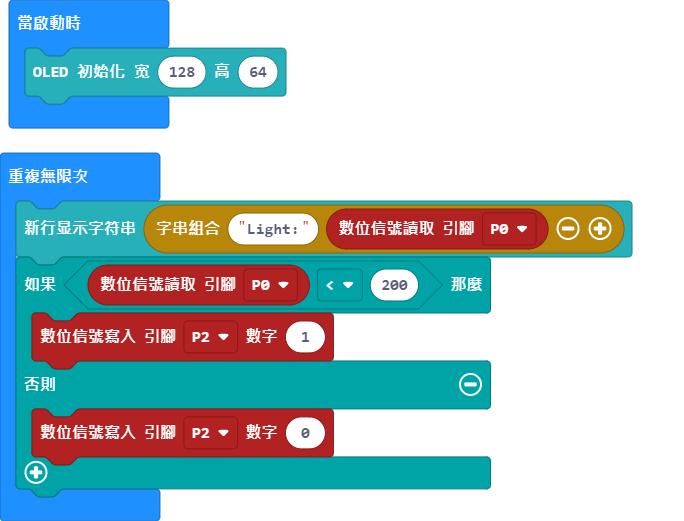 當啟動時
OLED 初始化 宽 128 高 64
重複無限次
新行显示字符串 字串組合 "Light:" 數位信號讀取 引腳 P0
如果 數位信號讀取 引腳 P0 < 200 那麼
數位信號寫入 引腳 P2 數字 1
否則
數位信號寫入 引腳 P2 數字 0